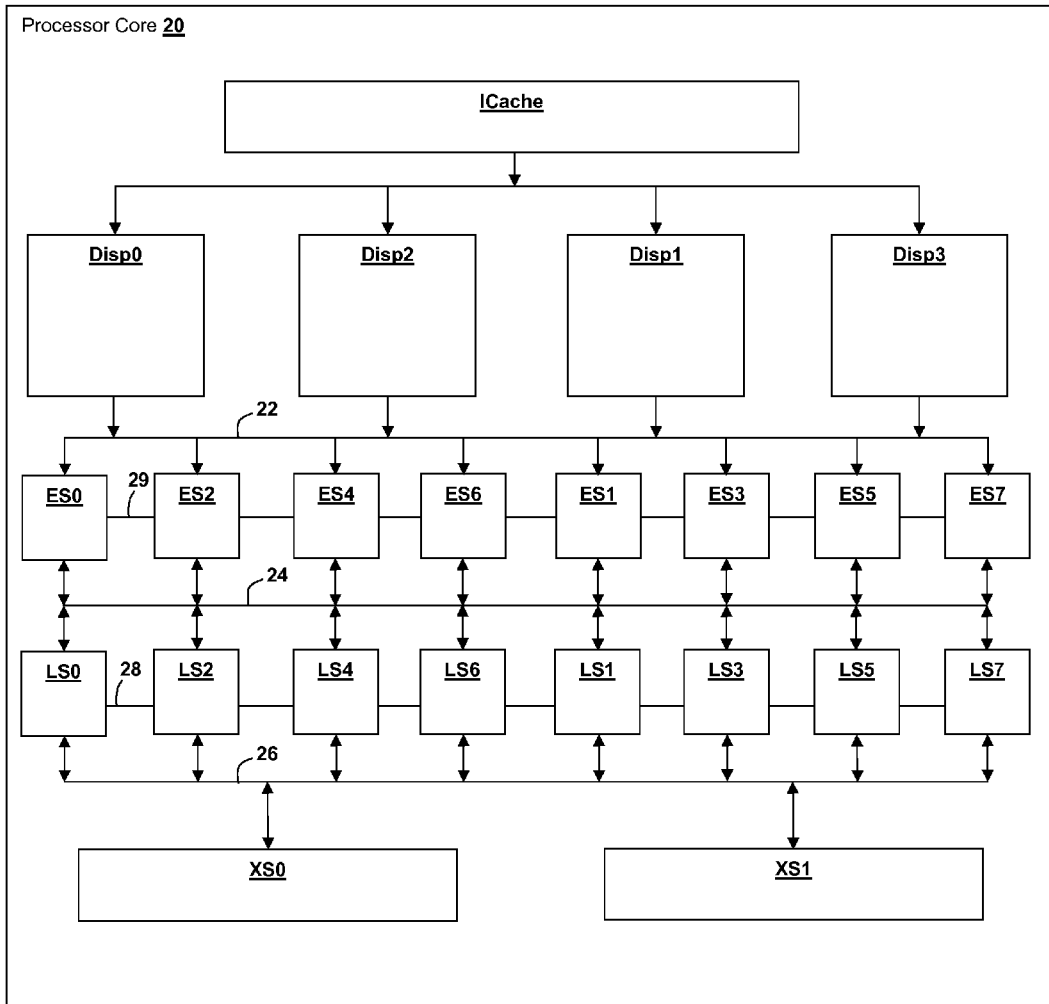 Processor Core 20
ICache
Disp0 Disp2 Disp1 Disp3
22
ES0 29 ES2 ES4 ES6 ES1 ES3 ES5 ES7
24
LS0 28 LS2 LS4 LS6 LS1 LS3 LS5 LS7
26
XS0 XS1